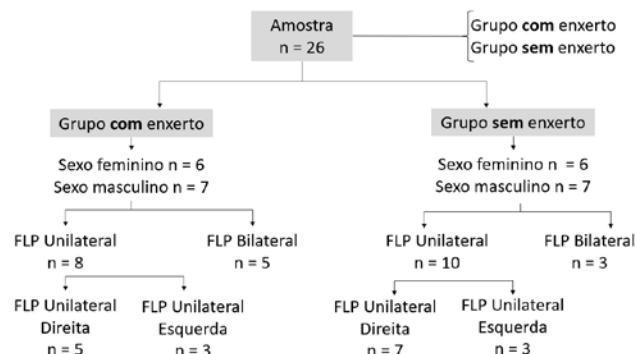 Amostra
n = 26
Grupo com enxerto
Grupo sem enxerto
Grupo com enxerto
Grupo sem enxerto
Sexo feminino n = 6
Sexo masculino n = 7
Sexo feminino n = 6
Sexo masculino n = 7
FLP Unilateral
n = 8
FLP Bilateral
n = 5
FLP Unilateral
n = 10
FLP Bilateral
n = 3
FLP Unilateral
Direita
n = 5
FLP Unilateral
Esquerda
n = 3
FLP Unilateral
Direita
n = 7
FLP Unilateral
Esquerda
n = 3